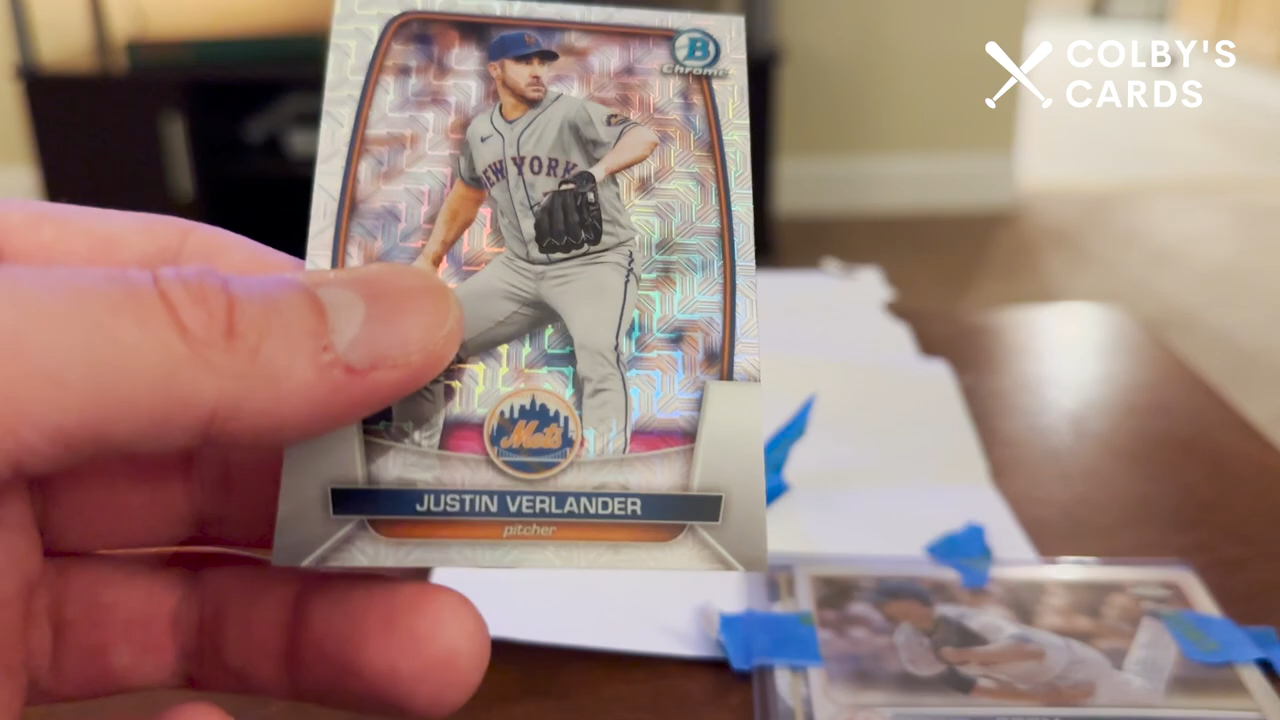 COLBY'S
CARDS
B
Chrome
NEW YORK
Mets
JUSTIN VERLANDER
pitcher